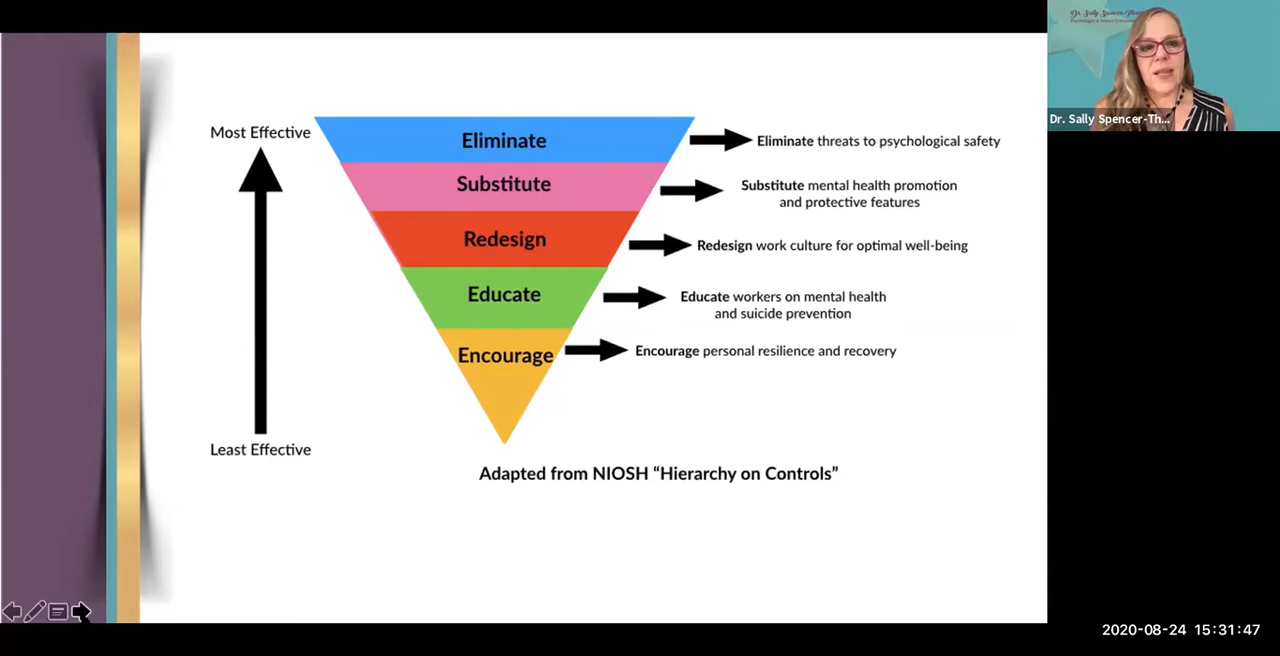 Dr. Sally Spencer-Th...
Most Effective
Eliminate
Eliminate threats to psychological safety
Substitute
Substitute mental health promotion
and protective features
Redesign
Redesign work culture for optimal well-being
Educate
Educate workers on mental health
and suicide prevention
Encourage
Encourage personal resilience and recovery
Least Effective
Adapted from NIOSH “Hierarchy on Controls”
2020-08-24 15:31:47